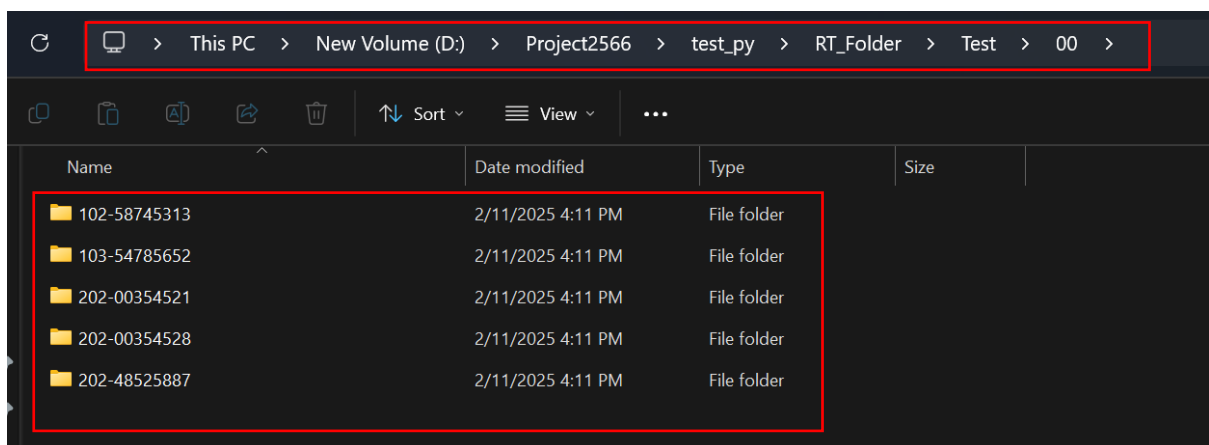 This PC > New Volume (D:) > Project2566 > test_py > RT_Folder > Test > 00 >
Sort View
Name Date modified Type Size
102-58745313 2/11/2025 4:11 PM File folder
103-54785652 2/11/2025 4:11 PM File folder
202-00354521 2/11/2025 4:11 PM File folder
202-00354528 2/11/2025 4:11 PM File folder
202-48525887 2/11/2025 4:11 PM File folder